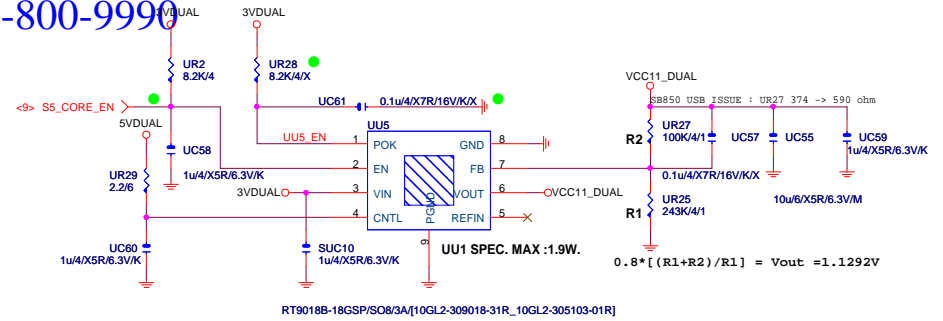 -800-9990
3VDUAL
3VDUAL
UR2
8.2K/4
UR28
8.2K/4/X
<9> S5_CORE_EN
UC61
0.1u/4/X7R/16V/K/X
5VDUAL
UU5_EN
UU5
1 POK
GND 8
2 EN
FB 7
3 VIN
VOUT 6
4 CNTL
REFIN 5
PGND
9
UC58
1u/4/X5R/6.3V/K
UR29
2.2/6
3VDUAL
UC60
1u/4/X5R/6.3V/K
SUC10
1u/4/X5R/6.3V/K
VCC11_DUAL
UU1 SPEC. MAX :1.9W.
VCC11_DUAL
SB850 USB ISSUE : UR27 374 -> 590 ohm
R2
UR27
100K/4/1
UC57
UC55
UC59
1u/4/X5R/6.3V/K
0.1u/4/X7R/16V/K/X
R1
UR25
243K/4/1
10u/6/X5R/6.3V/M
0.8*[(R1+R2)/R1] = Vout =1.1292V
RT9018B-18GSP/SO8/3A/[10GL2-309018-31R_10GL2-305103-01R]